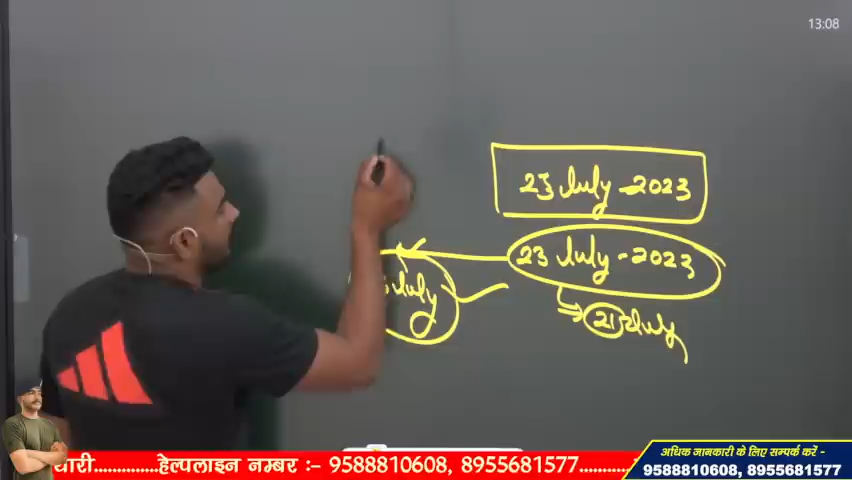 13:08
23 July - 2023
23 July - 2023
July
21 July
अधिक जानकारी के लिए सम्पर्क करें -
9588810608, 8955681577
यारी..............हेल्पलाइन नम्बर :- 9588810608, 8955681577...........